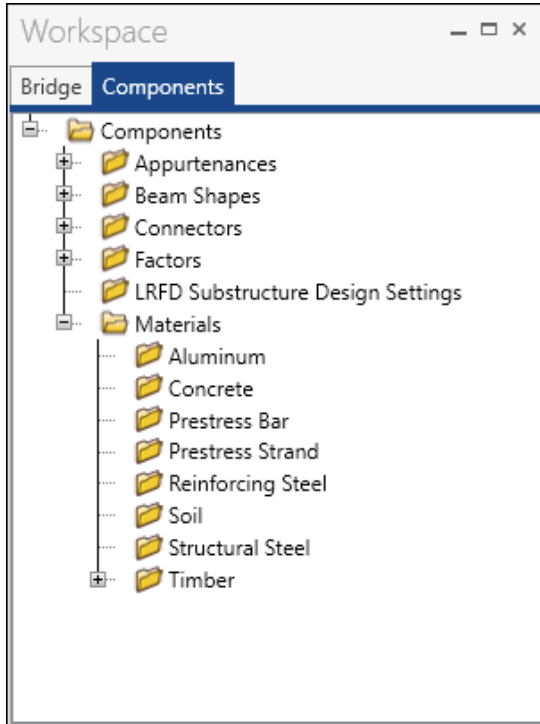 Workspace
Bridge Components
Components
Appurtenances
Beam Shapes
Connectors
Factors
LRFD Substructure Design Settings
Materials
Aluminum
Concrete
Prestress Bar
Prestress Strand
Reinforcing Steel
Soil
Structural Steel
Timber